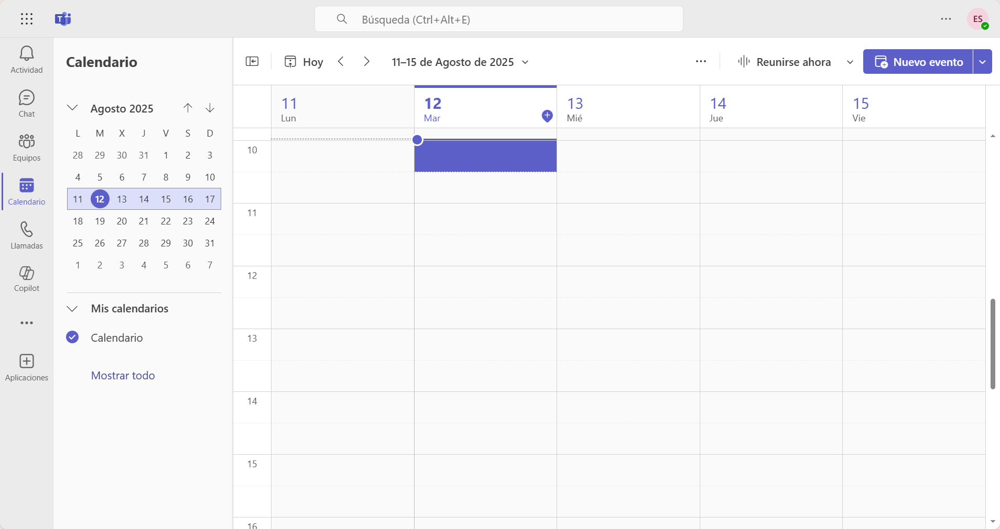 Búsqueda (Ctrl+Alt+E)
ES
Actividad
Chat
Equipos
Calendario
Llamadas
Copilot
Aplicaciones
Calendario
Agosto 2025
L M X J V S D
28 29 30 31 1 2 3
4 5 6 7 8 9 10
11 12 13 14 15 16 17
18 19 20 21 22 23 24
25 26 27 28 29 30 31
1 2 3 4 5 6 7
Mis calendarios
Calendario
Mostrar todo
Hoy
11–15 de Agosto de 2025
Reunirse ahora
Nuevo evento
11 12 13 14 15
Lun Mar Mié Jue Vie
10
11
12
13
14
15
16